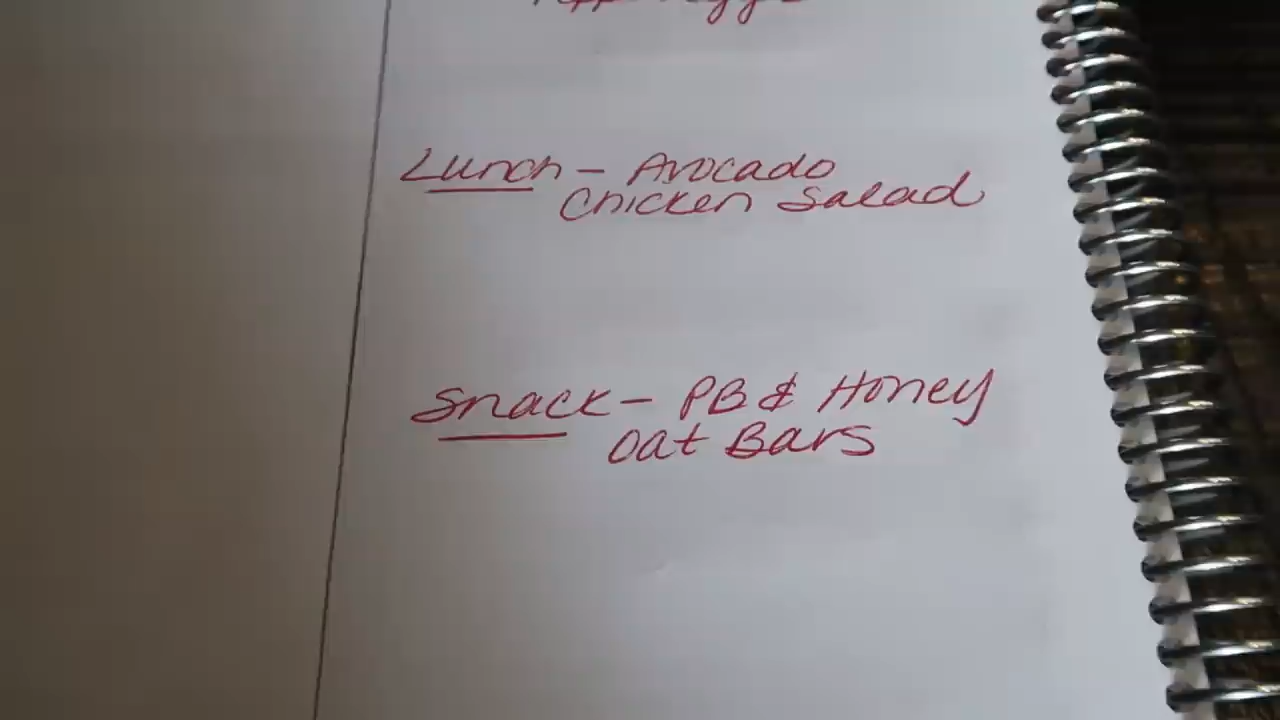 Lunch - Avocado
Chicken Salad
Snack - PB & Honey
Oat Bars